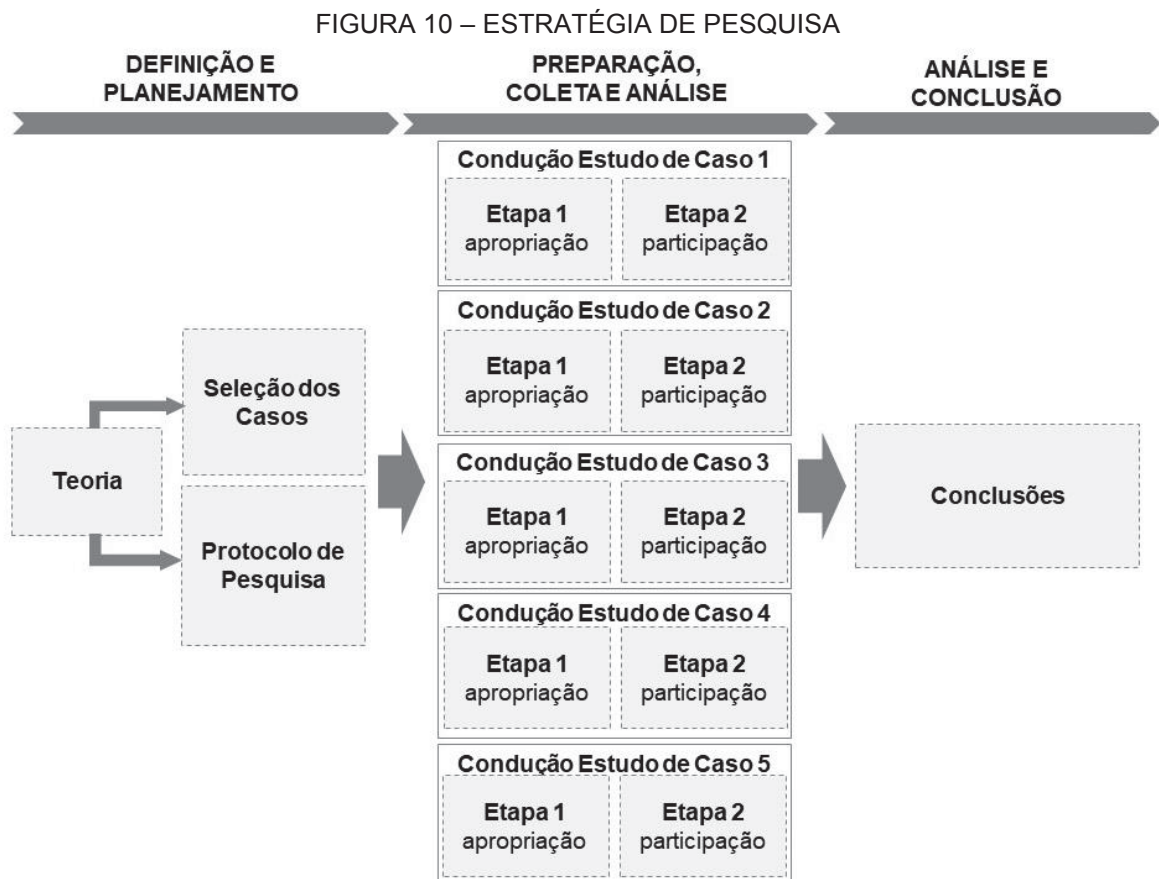 FIGURA 10 – ESTRATÉGIA DE PESQUISA
DEFINIÇÃO E
PLANEJAMENTO
PREPARAÇÃO,
COLETA E ANÁLISE
ANÁLISE E
CONCLUSÃO
Teoria
Seleção dos
Casos
Protocolo de
Pesquisa
Condução Estudo de Caso 1
Etapa 1
apropriação
Etapa 2
participação
Condução Estudo de Caso 2
Etapa 1
apropriação
Etapa 2
participação
Condução Estudo de Caso 3
Etapa 1
apropriação
Etapa 2
participação
Condução Estudo de Caso 4
Etapa 1
apropriação
Etapa 2
participação
Condução Estudo de Caso 5
Etapa 1
apropriação
Etapa 2
participação
Conclusões